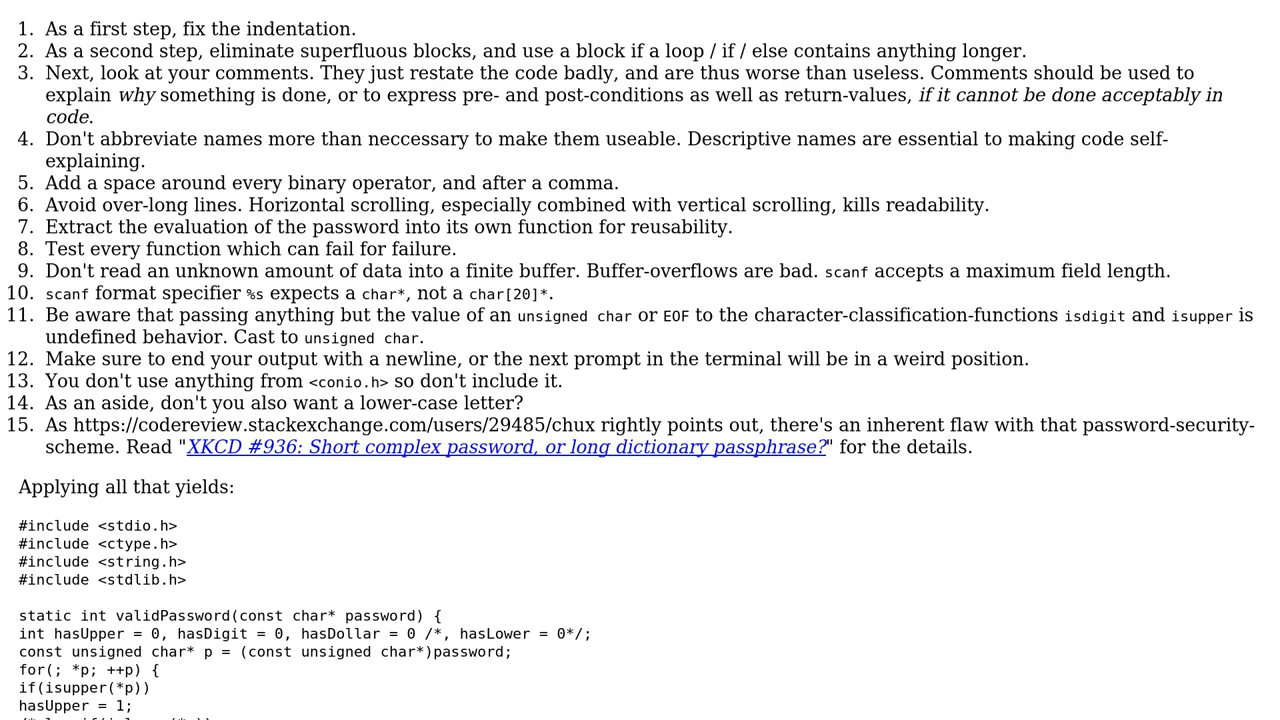 1. As a first step, fix the indentation.
2. As a second step, eliminate superfluous blocks, and use a block if a loop / if / else contains anything longer.
3. Next, look at your comments. They just restate the code badly, and are thus worse than useless. Comments should be used to
explain why something is done, or to express pre- and post-conditions as well as return-values, if it cannot be done acceptably in
code.
4. Don't abbreviate names more than neccessary to make them useable. Descriptive names are essential to making code self-
explaining.
5. Add a space around every binary operator, and after a comma.
6. Avoid over-long lines. Horizontal scrolling, especially combined with vertical scrolling, kills readability.
7. Extract the evaluation of the password into its own function for reusability.
8. Test every function which can fail for failure.
9. Don't read an unknown amount of data into a finite buffer. Buffer-overflows are bad. scanf accepts a maximum field length.
10. scanf format specifier %s expects a char*, not a char[20]*.
11. Be aware that passing anything but the value of an unsigned char or EOF to the character-classification-functions isdigit and isupper is
undefined behavior. Cast to unsigned char.
12. Make sure to end your output with a newline, or the next prompt in the terminal will be in a weird position.
13. You don't use anything from <conio.h> so don't include it.
14. As an aside, don't you also want a lower-case letter?
15. As https://codereview.stackexchange.com/users/29485/chux rightly points out, there's an inherent flaw with that password-security-
scheme. Read "XKCD #936: Short complex password, or long dictionary passphrase?" for the details.
Applying all that yields:
#include <stdio.h>
#include <ctype.h>
#include <string.h>
#include <stdlib.h>
static int validPassword(const char* password) {
int hasUpper = 0, hasDigit = 0, hasDollar = 0 /*, hasLower = 0*/;
const unsigned char* p = (const unsigned char*)password;
for(; *p; ++p) {
if(isupper(*p))
hasUpper = 1;